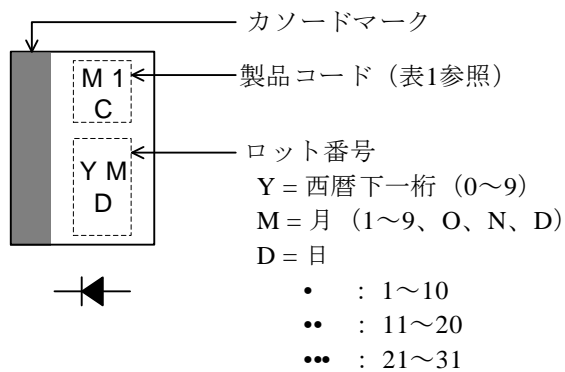 カソードマーク
M 1
C
製品コード（表1参照）
ロット番号
Y M
D
Y = 西暦下一桁（0～9）
M = 月（1～9、O、N、D）
D = 日
• : 1～10
•• : 11～20
••• : 21～31